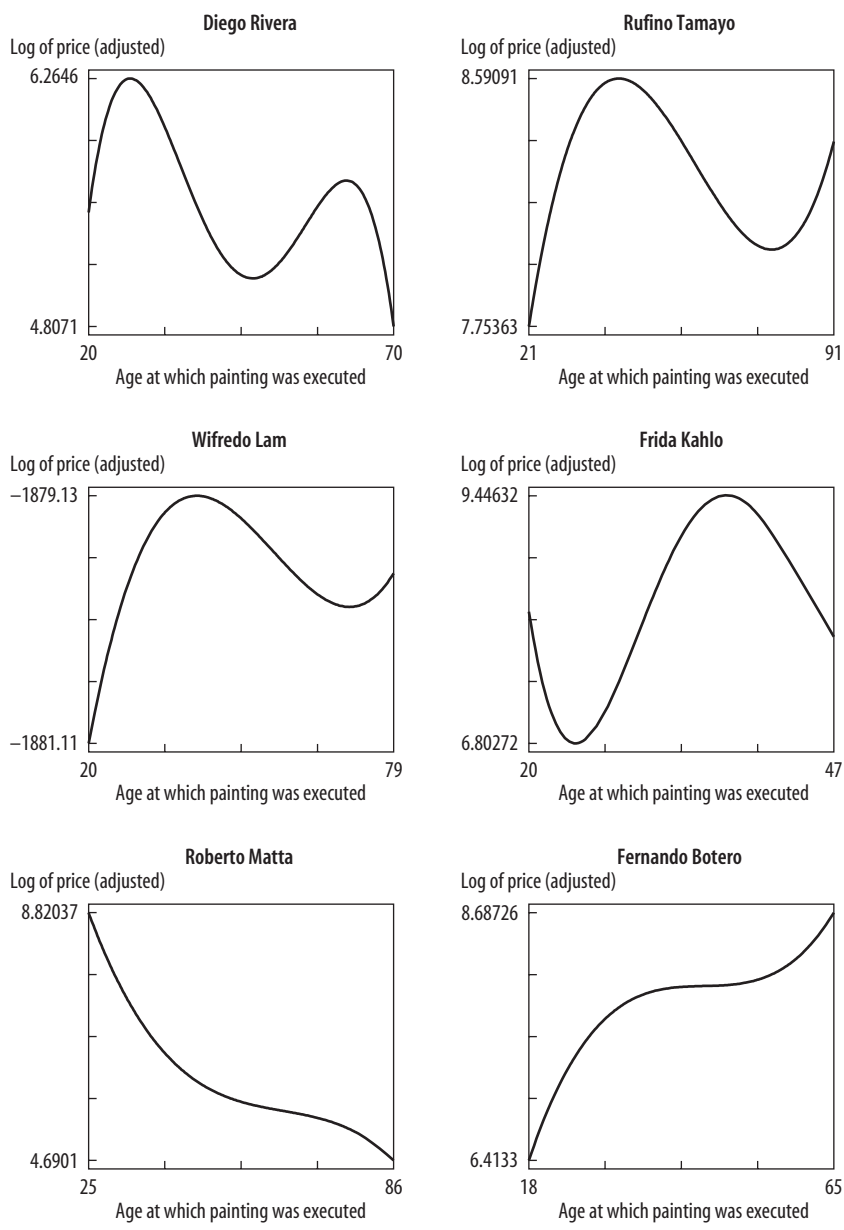 Diego Rivera
Log of price (adjusted)
6.2646
4.8071
20 70
Age at which painting was executed
Rufino Tamayo
Log of price (adjusted)
8.59091
7.75363
21 91
Age at which painting was executed
Wifredo Lam
Log of price (adjusted)
–1879.13
–1881.11
20 79
Age at which painting was executed
Frida Kahlo
Log of price (adjusted)
9.44632
6.80272
20 47
Age at which painting was executed
Roberto Matta
Log of price (adjusted)
8.82037
4.6901
25 86
Age at which painting was executed
Fernando Botero
Log of price (adjusted)
8.68726
6.4133
18 65
Age at which painting was executed